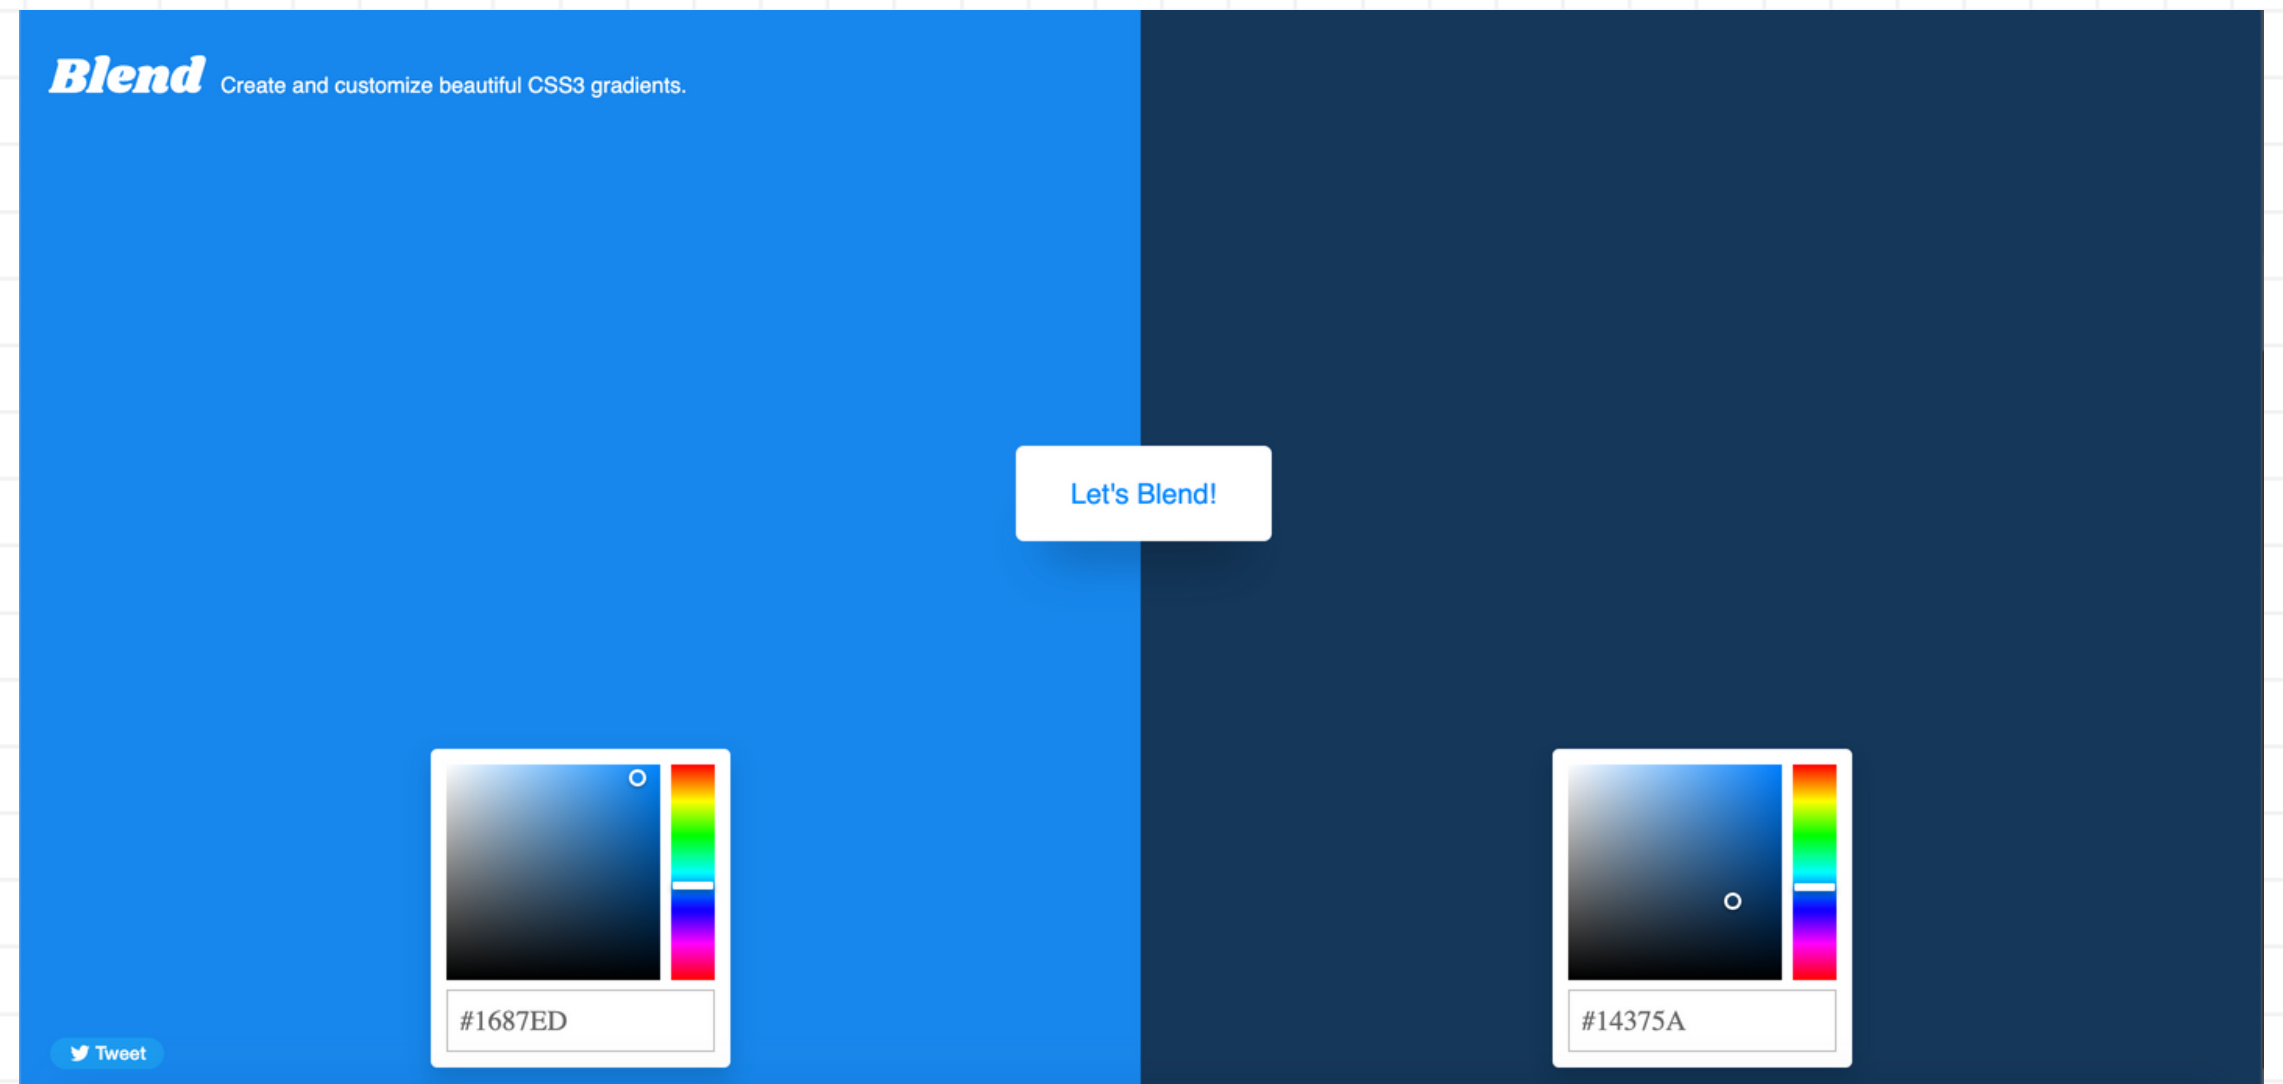 Blend Create and customize beautiful CSS3 gradients.
Let's Blend!
#1687ED
#14375A
Tweet